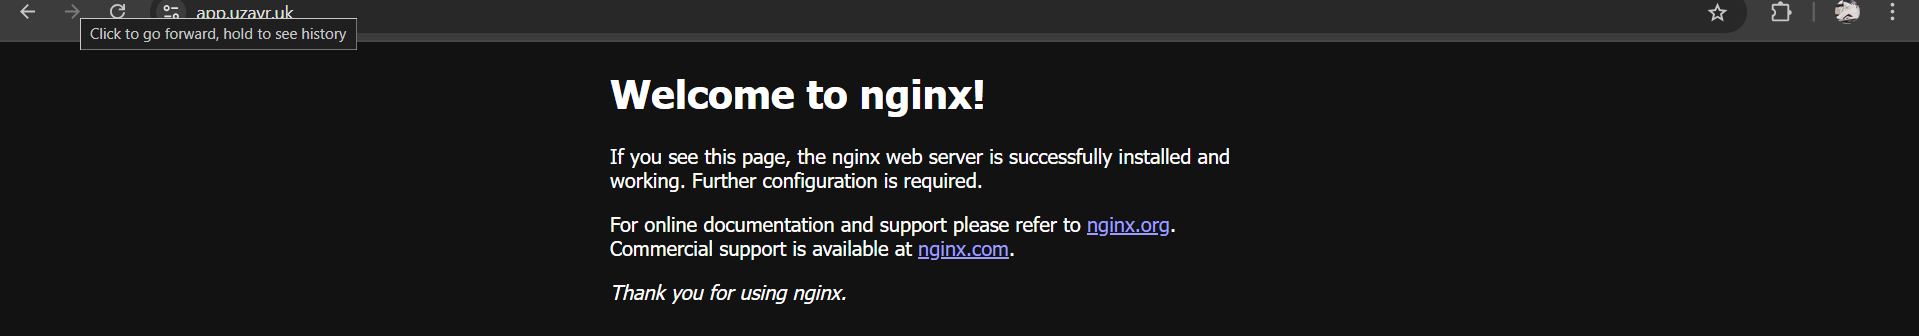 app.uzayr.uk
Click to go forward, hold to see history
Welcome to nginx!
If you see this page, the nginx web server is successfully installed and
working. Further configuration is required.
For online documentation and support please refer to nginx.org.
Commercial support is available at nginx.com.
Thank you for using nginx.